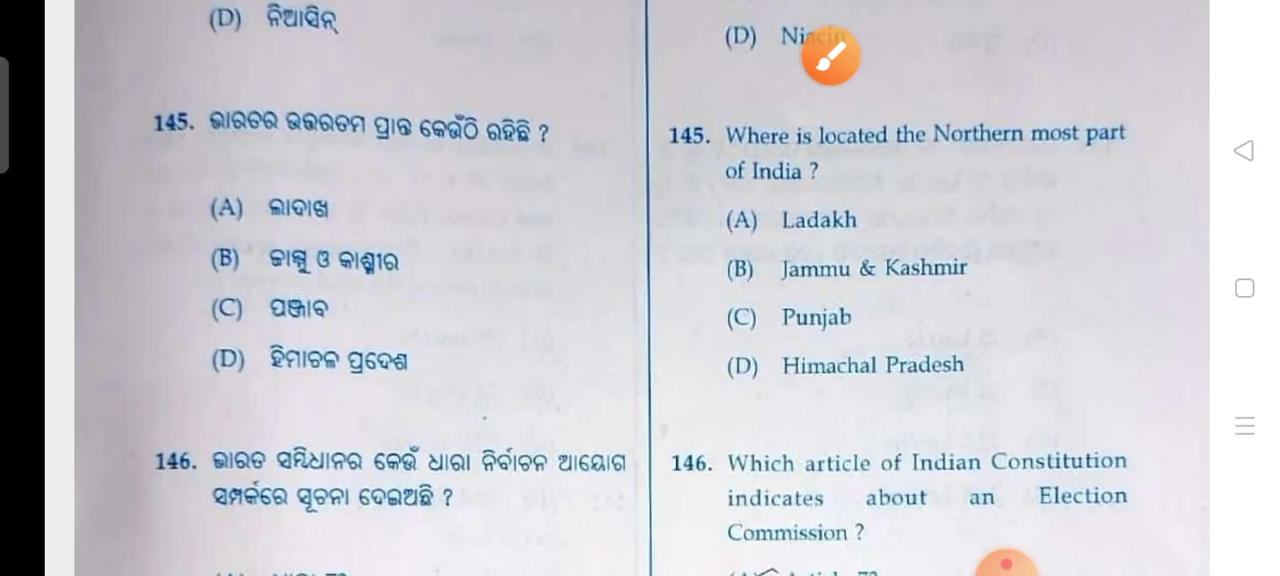 (D) ନିଆସିନ୍
145. ଭାରତର ଉତ୍ତରତମ ପ୍ରାନ୍ତ କେଉଁଠି ରହିଛି ?
(A) ଲାଦାଖ
(B) ଜାମ୍ମୁ ଓ କାଶ୍ମୀର
(C) ପଞ୍ଜାବ
(D) ହିମାଚଳ ପ୍ରଦେଶ
146. ଭାରତ ସମ୍ବିଧାନର କେଉଁ ଧାରା ନିର୍ବାଚନ ଆୟୋଗ
ସମ୍ପର୍କରେ ସୂଚନା ଦେଇଅଛି ?
(D)
145. Where is located the Northern most part
of India ?
(A) Ladakh
(B) Jammu & Kashmir
(C) Punjab
(D) Himachal Pradesh
146. Which article of Indian Constitution
indicates about an Election
Commission ?